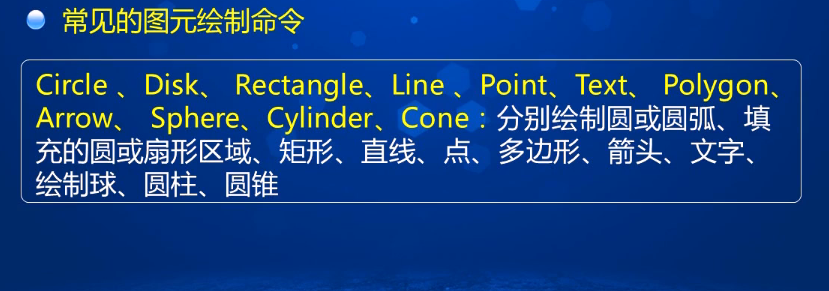 常见的图元绘制命令
Circle 、Disk、 Rectangle、Line 、Point、Text、 Polygon、
Arrow、 Sphere、Cylinder、Cone：分别绘制圆或圆弧、填
充的圆或扇形区域、矩形、直线、点、多边形、箭头、文字、
绘制球、圆柱、圆锥